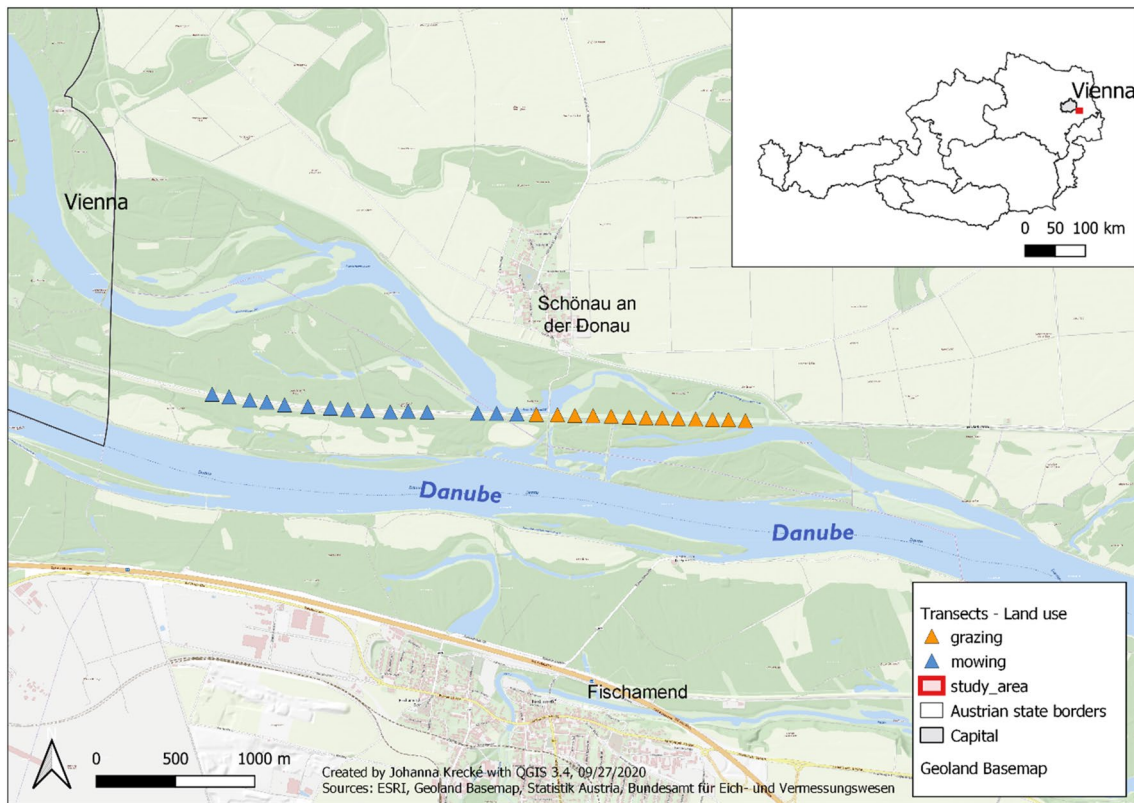 Vienna
Vienna
0 50 100 km
Schönau an
der Donau
Danube
Danube
Fischamend
Transects - Land use
grazing
mowing
study_area
Austrian state borders
Capital
Geoland Basemap
0 500 1000 m
Created by Johanna Krecké with QGIS 3.4, 09/27/2020
Sources: ESRI, Geoland Basemap, Statistik Austria, Bundesamt für Eich- und Vermessungswesen